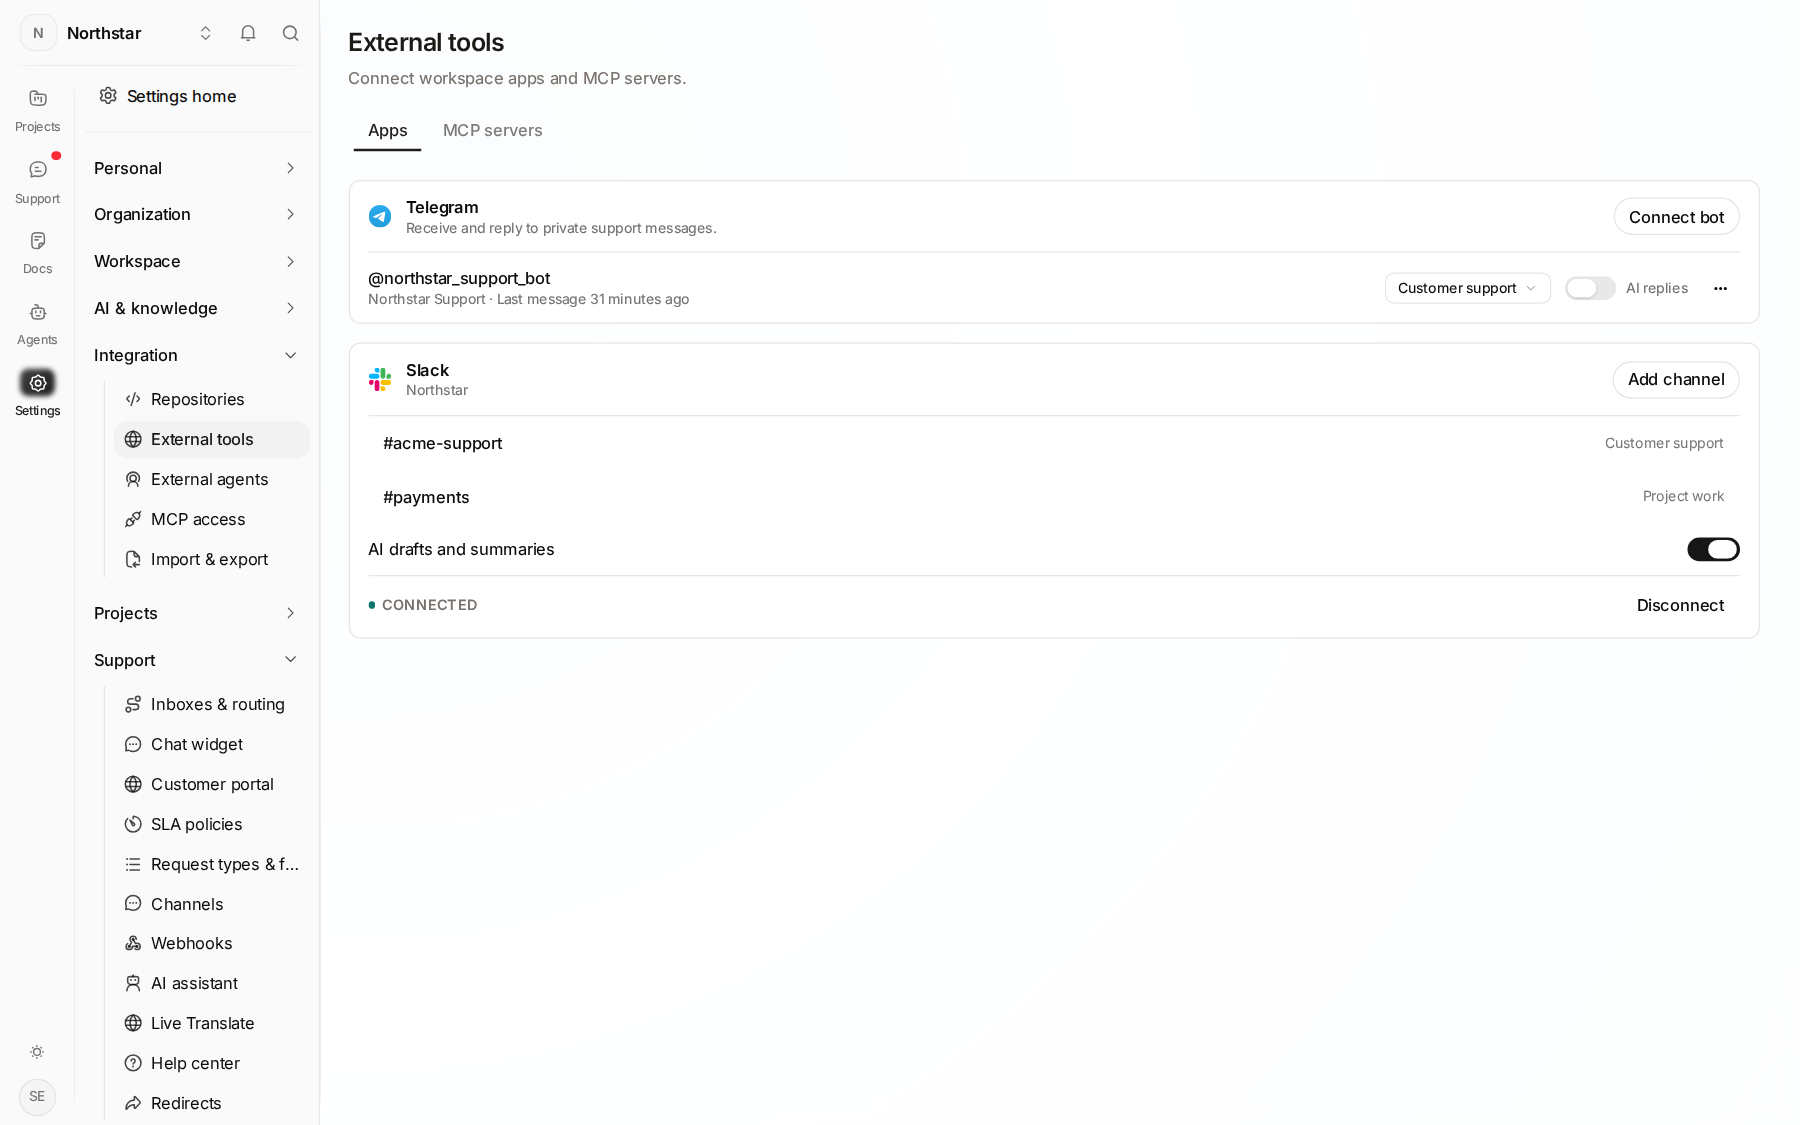 N
Northstar
Projects
Support
Docs
Agents
Settings
SE
Settings home
Personal
Organization
Workspace
AI & knowledge
Integration
Repositories
External tools
External agents
MCP access
Import & export
Projects
Support
Inboxes & routing
Chat widget
Customer portal
SLA policies
Request types & f...
Channels
Webhooks
AI assistant
Live Translate
Help center
Redirects
External tools
Connect workspace apps and MCP servers.
Apps
MCP servers
Telegram
Receive and reply to private support messages.
Connect bot
@northstar_support_bot
Northstar Support · Last message 31 minutes ago
Customer support
AI replies
Slack
Northstar
Add channel
#acme-support
Customer support
#payments
Project work
AI drafts and summaries
CONNECTED
Disconnect